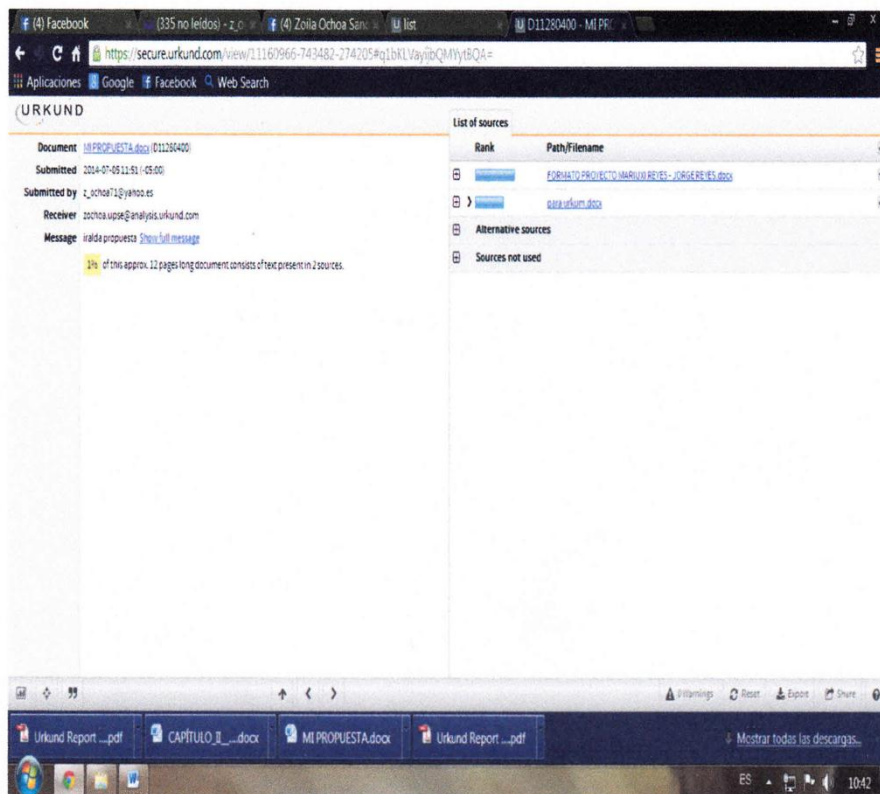 (4) Facebook
(335 no leídos) - z_o
(4) Zoila Ochoa San
list
D11280400 - MI PRO
https://secure.urkund.com/view/11160966-743482-274205#q1bKLVayijbQMYytBQA=
Aplicaciones Google Facebook Web Search
URKUND
Document MI PROPUESTA.docx (D11280400)
Submitted 2014-07-05 11:51 (-05:00)
Submitted by z_ochoa71@yahoo.es
Receiver zochoa.upse@analysis.urkund.com
Message iralda propuesta Show full message
1% of this approx. 12 pages long document consists of text present in 2 sources.
List of sources
Rank Path/Filename
FORMATO PROYECTO MARIUXI REYES - JORGE REYES.docx
para urkum.docx
Alternative sources
Sources not used
0 Warnings Reset Export Share
Urkund Report ....pdf
CAPÍTULO_II_....docx
MI PROPUESTA.docx
Urkund Report ....pdf
Mostrar todas las descargas...
ES 10:42